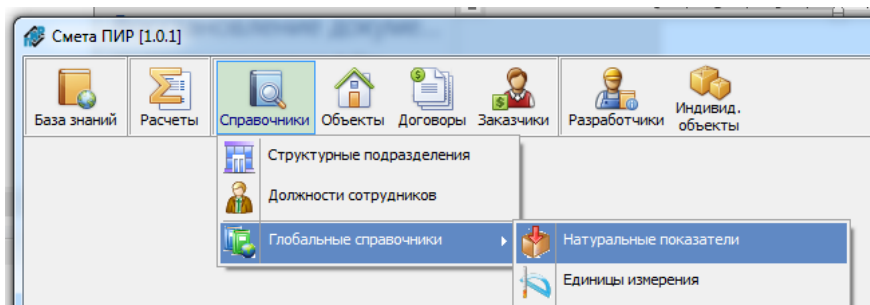 Смета ПИР [1.0.1]
База знаний
Расчеты
Справочники
Объекты
Договоры
Заказчики
Разработчики
Индивид.
объекты
Структурные подразделения
Должности сотрудников
Глобальные справочники
Натуральные показатели
Единицы измерения